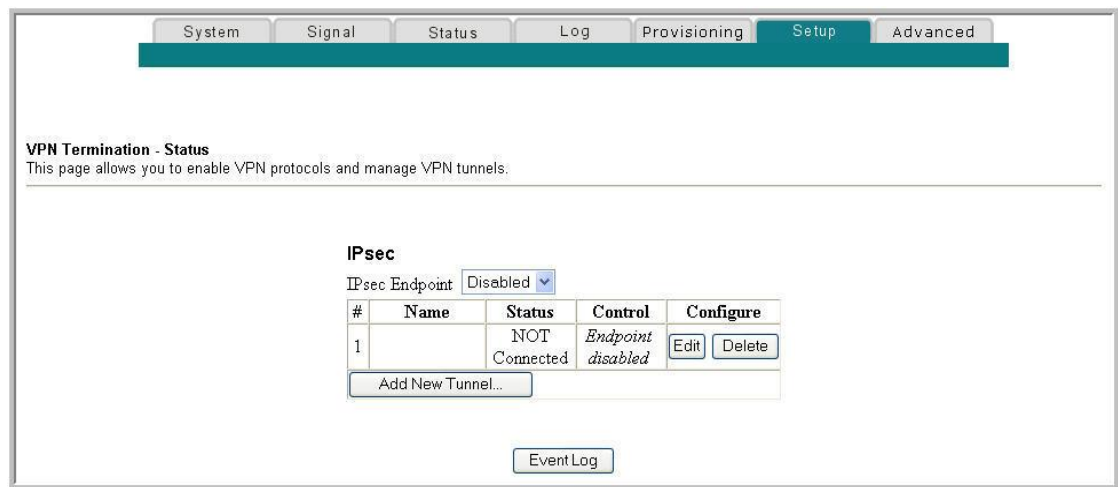 System Signal Status Log Provisioning Setup Advanced
VPN Termination - Status
This page allows you to enable VPN protocols and manage VPN tunnels.
IPsec
IPsec Endpoint Disabled
# Name Status Control Configure
1 NOT Connected Endpoint disabled Edit Delete
Add New Tunnel...
Event Log